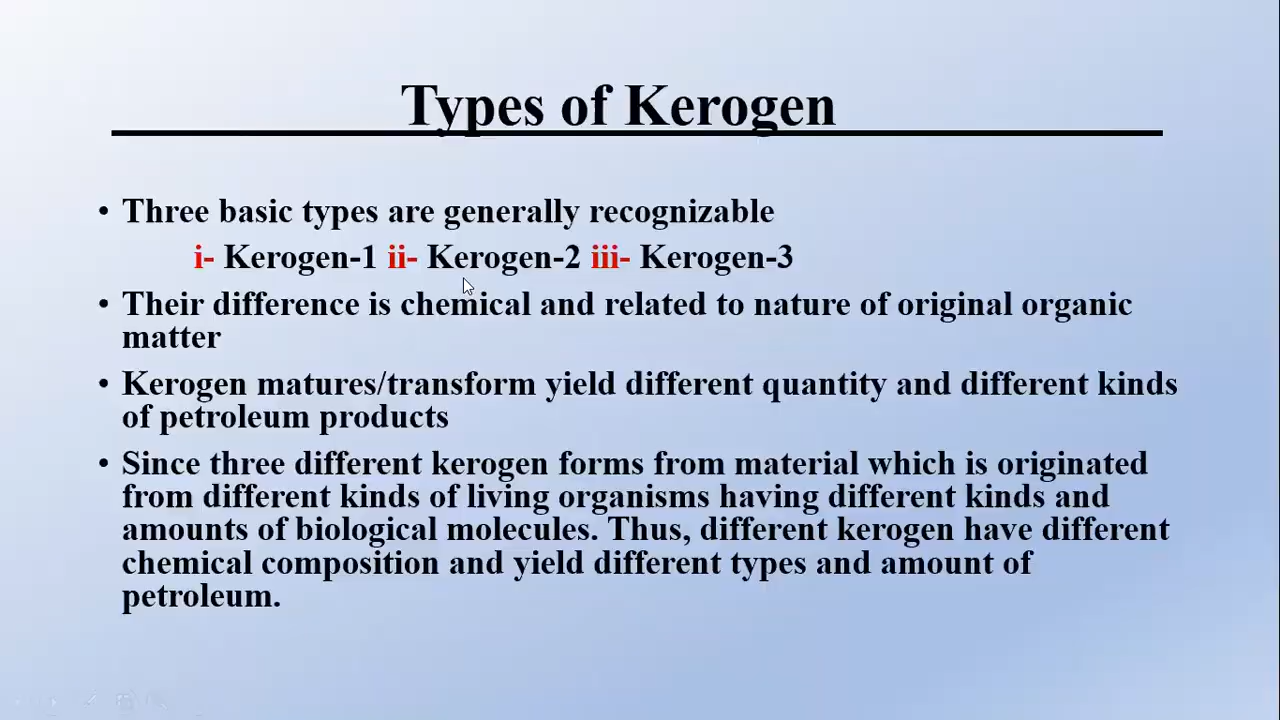 Types of Kerogen
• Three basic types are generally recognizable
i- Kerogen-1 ii- Kerogen-2 iii- Kerogen-3
• Their difference is chemical and related to nature of original organic
matter
• Kerogen matures/transform yield different quantity and different kinds
of petroleum products
• Since three different kerogen forms from material which is originated
from different kinds of living organisms having different kinds and
amounts of biological molecules. Thus, different kerogen have different
chemical composition and yield different types and amount of
petroleum.